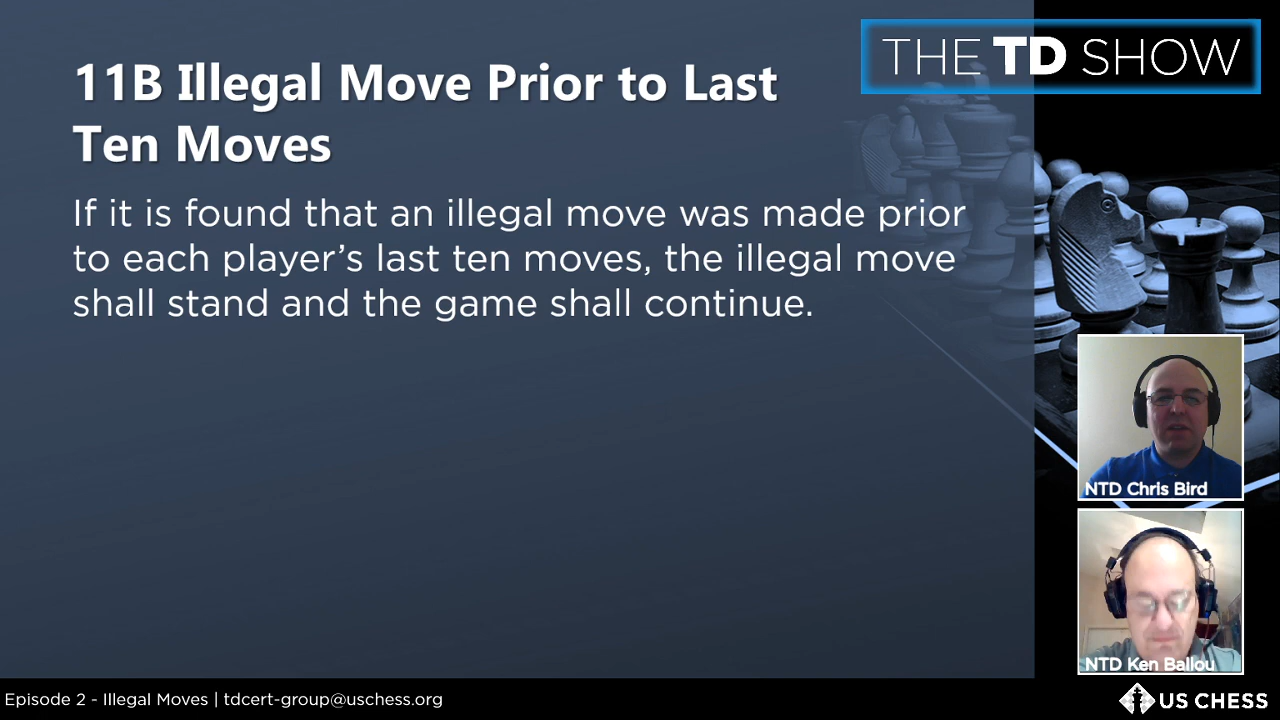 THE TD SHOW
11B Illegal Move Prior to Last
Ten Moves
If it is found that an illegal move was made prior
to each player’s last ten moves, the illegal move
shall stand and the game shall continue.
NTD Chris Bird
NTD Ken Ballou
Episode 2 - Illegal Moves | tdcert-group@uschess.org
US CHESS